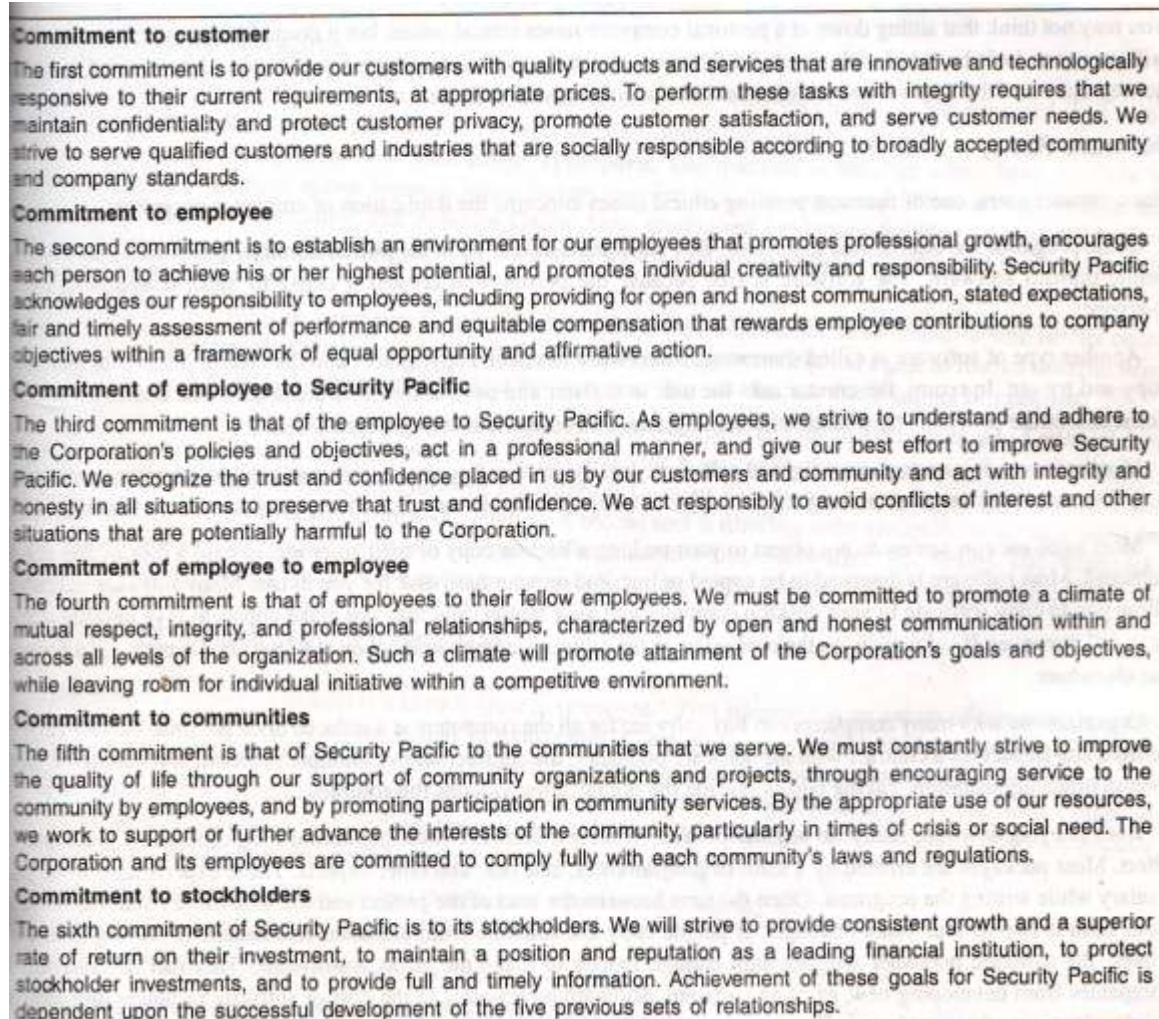 Commitment to customer
The first commitment is to provide our customers with quality products and services that are innovative and technologically
responsive to their current requirements, at appropriate prices. To perform these tasks with integrity requires that we
maintain confidentiality and protect customer privacy, promote customer satisfaction, and serve customer needs. We
strive to serve qualified customers and industries that are socially responsible according to broadly accepted community
and company standards.
Commitment to employee
The second commitment is to establish an environment for our employees that promotes professional growth, encourages
each person to achieve his or her highest potential, and promotes individual creativity and responsibility. Security Pacific
acknowledges our responsibility to employees, including providing for open and honest communication, stated expectations,
fair and timely assessment of performance and equitable compensation that rewards employee contributions to company
objectives within a framework of equal opportunity and affirmative action.
Commitment of employee to Security Pacific
The third commitment is that of the employee to Security Pacific. As employees, we strive to understand and adhere to
the Corporation's policies and objectives, act in a professional manner, and give our best effort to improve Security
Pacific. We recognize the trust and confidence placed in us by our customers and community and act with integrity and
honesty in all situations to preserve that trust and confidence. We act responsibly to avoid conflicts of interest and other
situations that are potentially harmful to the Corporation.
Commitment of employee to employee
The fourth commitment is that of employees to their fellow employees. We must be committed to promote a climate of
mutual respect, integrity, and professional relationships, characterized by open and honest communication within and
across all levels of the organization. Such a climate will promote attainment of the Corporation's goals and objectives,
while leaving room for individual initiative within a competitive environment.
Commitment to communities
The fifth commitment is that of Security Pacific to the communities that we serve. We must constantly strive to improve
the quality of life through our support of community organizations and projects, through encouraging service to the
community by employees, and by promoting participation in community services. By the appropriate use of our resources,
we work to support or further advance the interests of the community, particularly in times of crisis or social need. The
Corporation and its employees are committed to comply fully with each community's laws and regulations.
Commitment to stockholders
The sixth commitment of Security Pacific is to its stockholders. We will strive to provide consistent growth and a superior
rate of return on their investment, to maintain a position and reputation as a leading financial institution, to protect
stockholder investments, and to provide full and timely information. Achievement of these goals for Security Pacific is
dependent upon the successful development of the five previous sets of relationships.